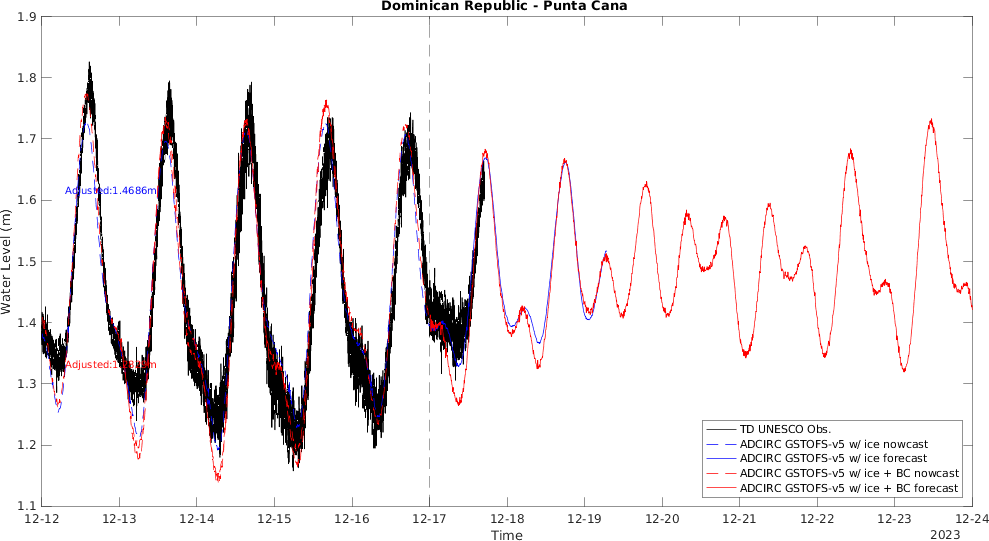 Dominican Republic - Punta Cana
1.9
1.8
1.7
1.6
1.5
1.4
1.3
1.2
1.1
Water Level (m)
Adjusted:1.4686m
12-12
12-13
12-14
12-15
12-16
12-17
12-18
12-19
12-20
12-21
12-22
12-23
12-24
Time
2023
TD UNESCO Obs.
ADCIRC GSTOFS-v5 w/ ice nowcast
ADCIRC GSTOFS-v5 w/ ice forecast
ADCIRC GSTOFS-v5 w/ ice + BC nowcast
ADCIRC GSTOFS-v5 w/ ice + BC forecast